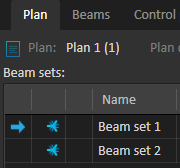 Plan Beams Control
Plan: Plan 1 (1) Plan
Beam sets:
Name
Beam set 1
Beam set 2